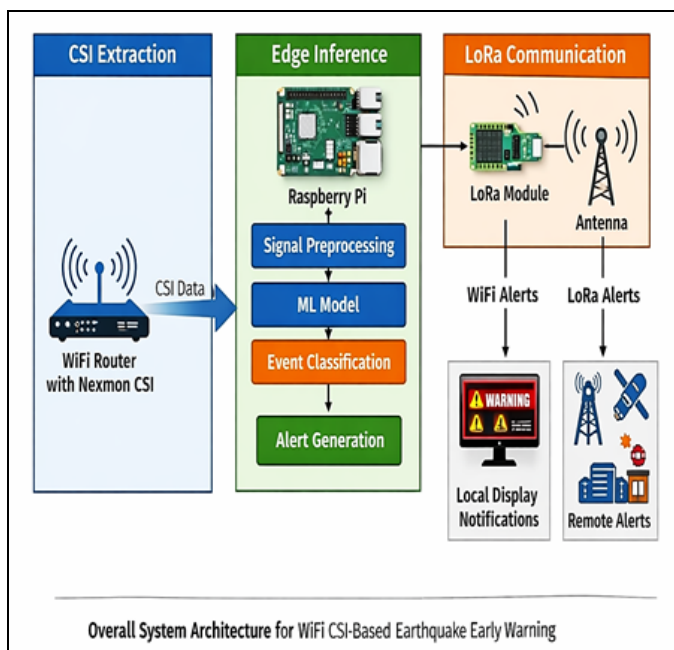 CSI Extraction
CSI Data
WiFi Router
with Nexmon CSI
Edge Inference
Raspberry Pi
Signal Preprocessing
ML Model
Event Classification
Alert Generation
LoRa Communication
LoRa Module
Antenna
WiFi Alerts
LoRa Alerts
WARNING
Local Display
Notifications
Remote Alerts
Overall System Architecture for WiFi CSI-Based Earthquake Early Warning